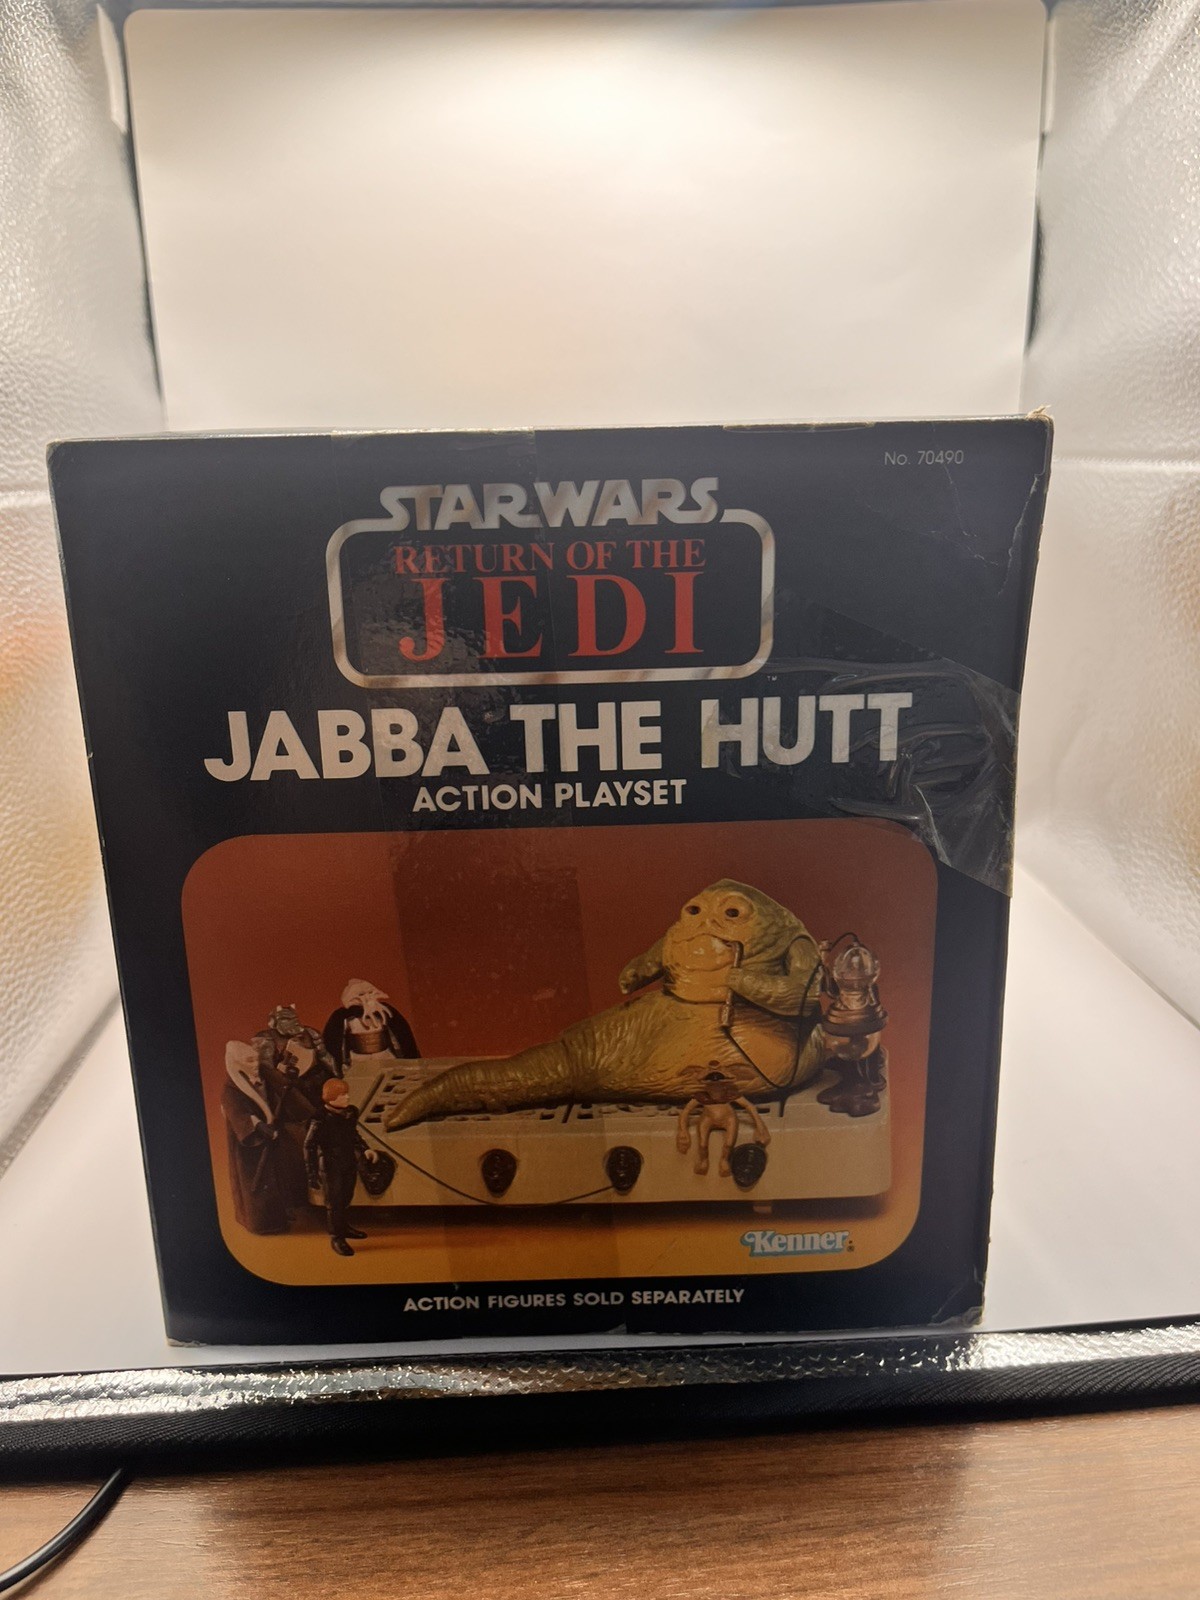 No. 70490
STAR WARS
RETURN OF THE
JEDI
JABBA THE HUTT
ACTION PLAYSET
Kenner®
ACTION FIGURES SOLD SEPARATELY